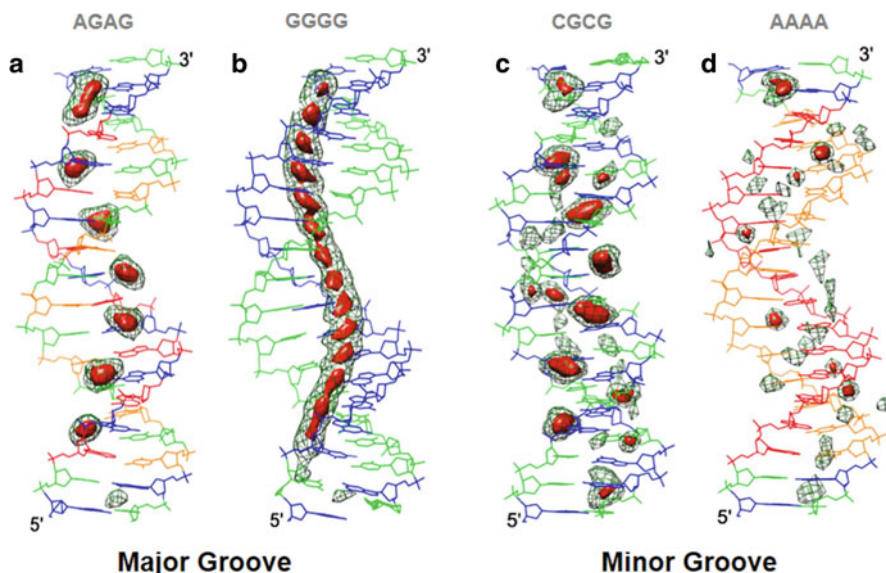 AGAG GGGG CGCG AAAA
a b c d
3' 3' 3' 3'
5' 5' 5' 5'
Major Groove Minor Groove